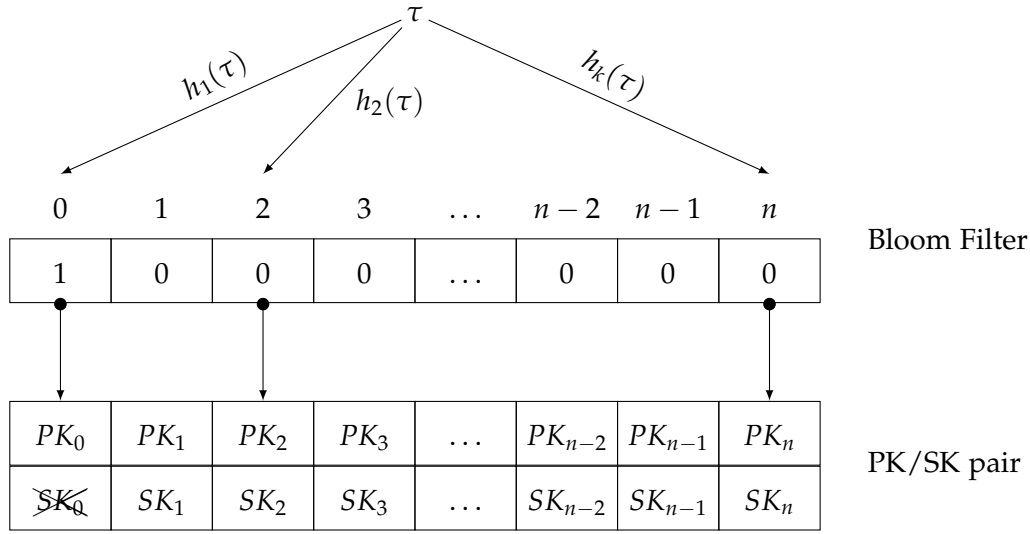 τ
h₁(τ)
h₂(τ)
hₖ(τ)
0 1 2 3 … n − 2 n − 1 n
Bloom Filter
1 0 0 0 … 0 0 0
PK₀ PK₁ PK₂ PK₃ … PKₙ₋₂ PKₙ₋₁ PKₙ
PK/SK pair
SK₀ SK₁ SK₂ SK₃ … SKₙ₋₂ SKₙ₋₁ SKₙ